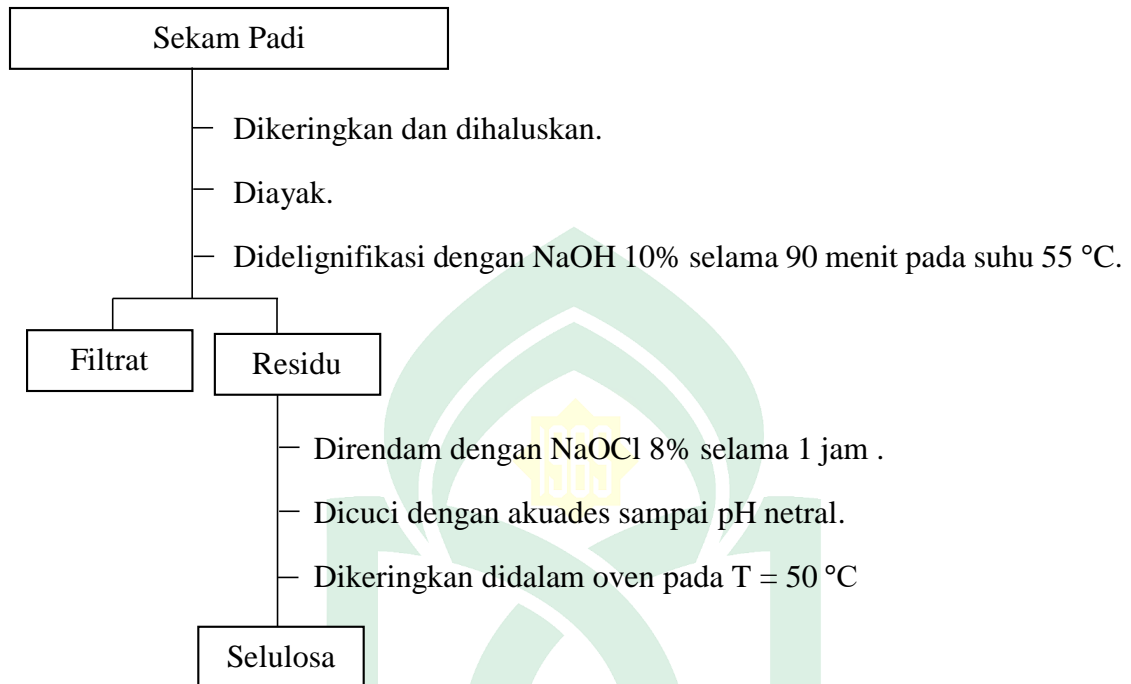 Sekam Padi
Dikeringkan dan dihaluskan.
Diayak.
Didelignifikasi dengan NaOH 10% selama 90 menit pada suhu 55 °C.
Filtrat
Residu
Direndam dengan NaOCl 8% selama 1 jam .
Dicuci dengan akuades sampai pH netral.
Dikeringkan didalam oven pada T = 50 °C
Selulosa
1983